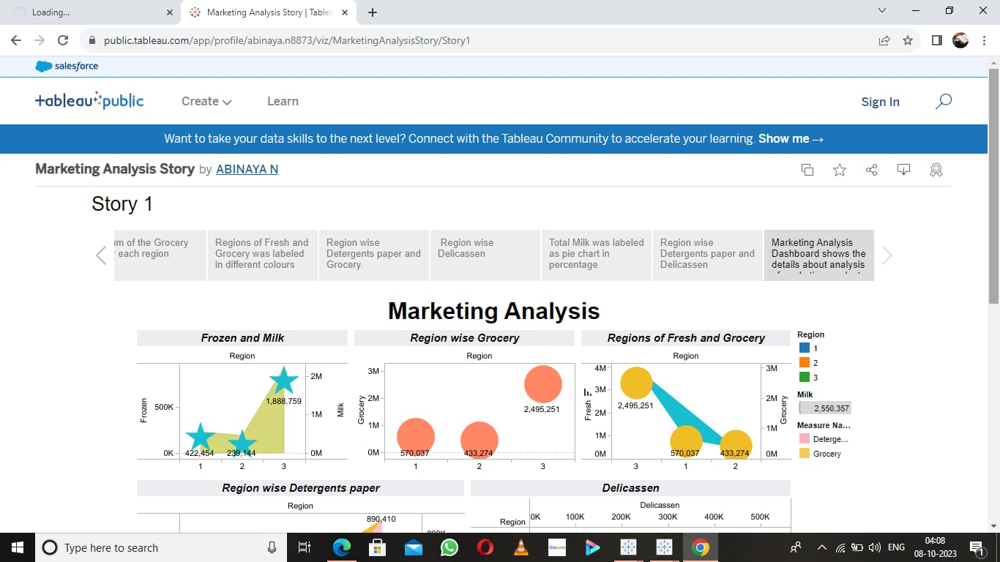 Loading...
Marketing Analysis Story | Table
public.tableau.com/app/profile/abinaya.n8873/viz/MarketingAnalysisStory/Story1
salesforce
+ableau public
Create
Learn
Sign In
Want to take your data skills to the next level? Connect with the Tableau Community to accelerate your learning. Show me →
Marketing Analysis Story by ABINAYA N
Story 1
m of the Grocery
each region
Regions of Fresh and
Grocery was labeled
in different colours
Region wise
Detergents paper and
Grocery.
Region wise
Delicassen
Total Milk was labeled
as pie chart in
percentage
Region wise
Detergents paper and
Delicassen
Marketing Analysis
Dashboard shows the
details about analysis
Marketing Analysis
Frozen and Milk
Region
Frozen
500K
0K
2M
1M
0M
Milk
1,888,759
422,454
239,144
1
2
3
Region wise Grocery
Region
Grocery
3M
2M
1M
0M
2,495,251
570,037
433,274
1
2
3
Regions of Fresh and Grocery
Region
Fresh
4M
3M
2M
1M
0M
3M
2M
1M
0M
Grocery
2,495,251
570,037
433,274
3
1
2
Region
1
2
3
Milk
2,550,357
Measure Na...
Deterge...
Grocery
Region wise Detergents paper
Region
890,410
Delicassen
Delicassen
Region
0K
100K
200K
300K
400K
500K
Type here to search
GSearch
ENG
04:08
08-10-2023
1